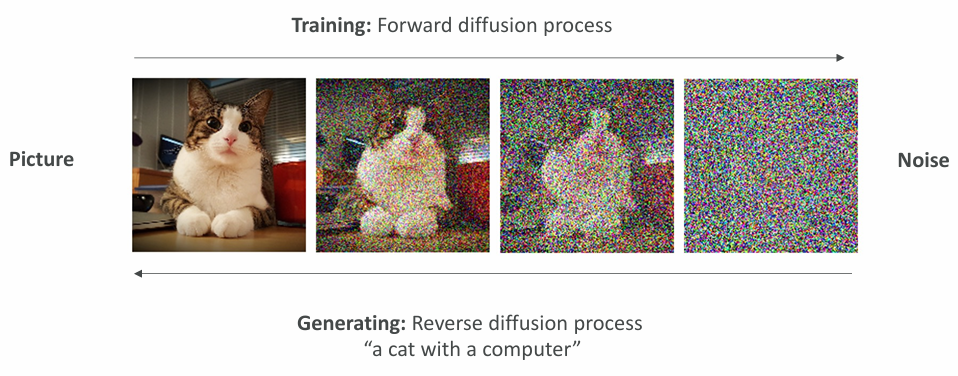 Training: Forward diffusion process
Picture
Noise
Generating: Reverse diffusion process
“a cat with a computer”